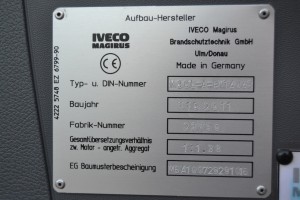 Aufbau-Hersteller
IVECO
MAGIRUS
IVECO Magirus
Brandschutztechnik GmbH
Ulm/Donau
Made in Germany
CE
Typ- u. DIN-Nummer
Baujahr
Fabrik-Nummer
Gesamtübersetzungsverhältnis
zw. Motor - angetr. Aggregat
EG Baumusterbescheinigung
4222 5748 EZ 6799-90